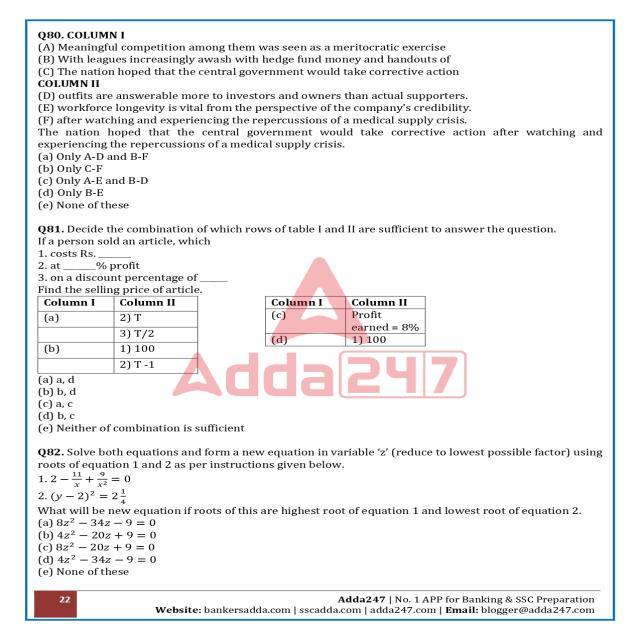 Q80. COLUMN I
(A) Meaningful competition among them was seen as a meritocratic exercise
(B) With leagues increasingly awash with hedge fund money and handouts of
(C) The nation hoped that the central government would take corrective action
COLUMN II
(D) outfits are answerable more to investors and owners than actual supporters.
(E) workforce longevity is vital from the perspective of the company's credibility.
(F) after watching and experiencing the repercussions of a medical supply crisis.
The nation hoped that the central government would take corrective action after watching and
experiencing the repercussions of a medical supply crisis.
(a) Only A-D and B-F
(b) Only C-F
(c) Only A-E and B-D
(d) Only B-E
(e) None of these
Q81. Decide the combination of which rows of table I and II are sufficient to answer the question.
If a person sold an article, which
1. costs Rs. ______
2. at ______% profit
3. on a discount percentage of _____
Find the selling price of article.
Column I Column II
(a) 2) T
3) T/2
(b) 1) 100
2) T -1
Column I Column II
(c) Profit
earned = 8%
(d) 1) 100
Adda247
(a) a, d
(b) b, d
(c) a, c
(d) b, c
(e) Neither of combination is sufficient
Q82. Solve both equations and form a new equation in variable 'z' (reduce to lowest possible factor) using
roots of equation 1 and 2 as per instructions given below.
1. 2 − 11/x + 9/x² = 0
2. (y − 2)² = 2 1/4
What will be new equation if roots of this are highest root of equation 1 and lowest root of equation 2.
(a) 8z² − 34z − 9 = 0
(b) 4z² − 20z + 9 = 0
(c) 8z² − 20z + 9 = 0
(d) 4z² − 34z − 9 = 0
(e) None of these
22
Adda247 | No. 1 APP for Banking & SSC Preparation
Website: bankersadda.com | sscadda.com | adda247.com | Email: blogger@adda247.com